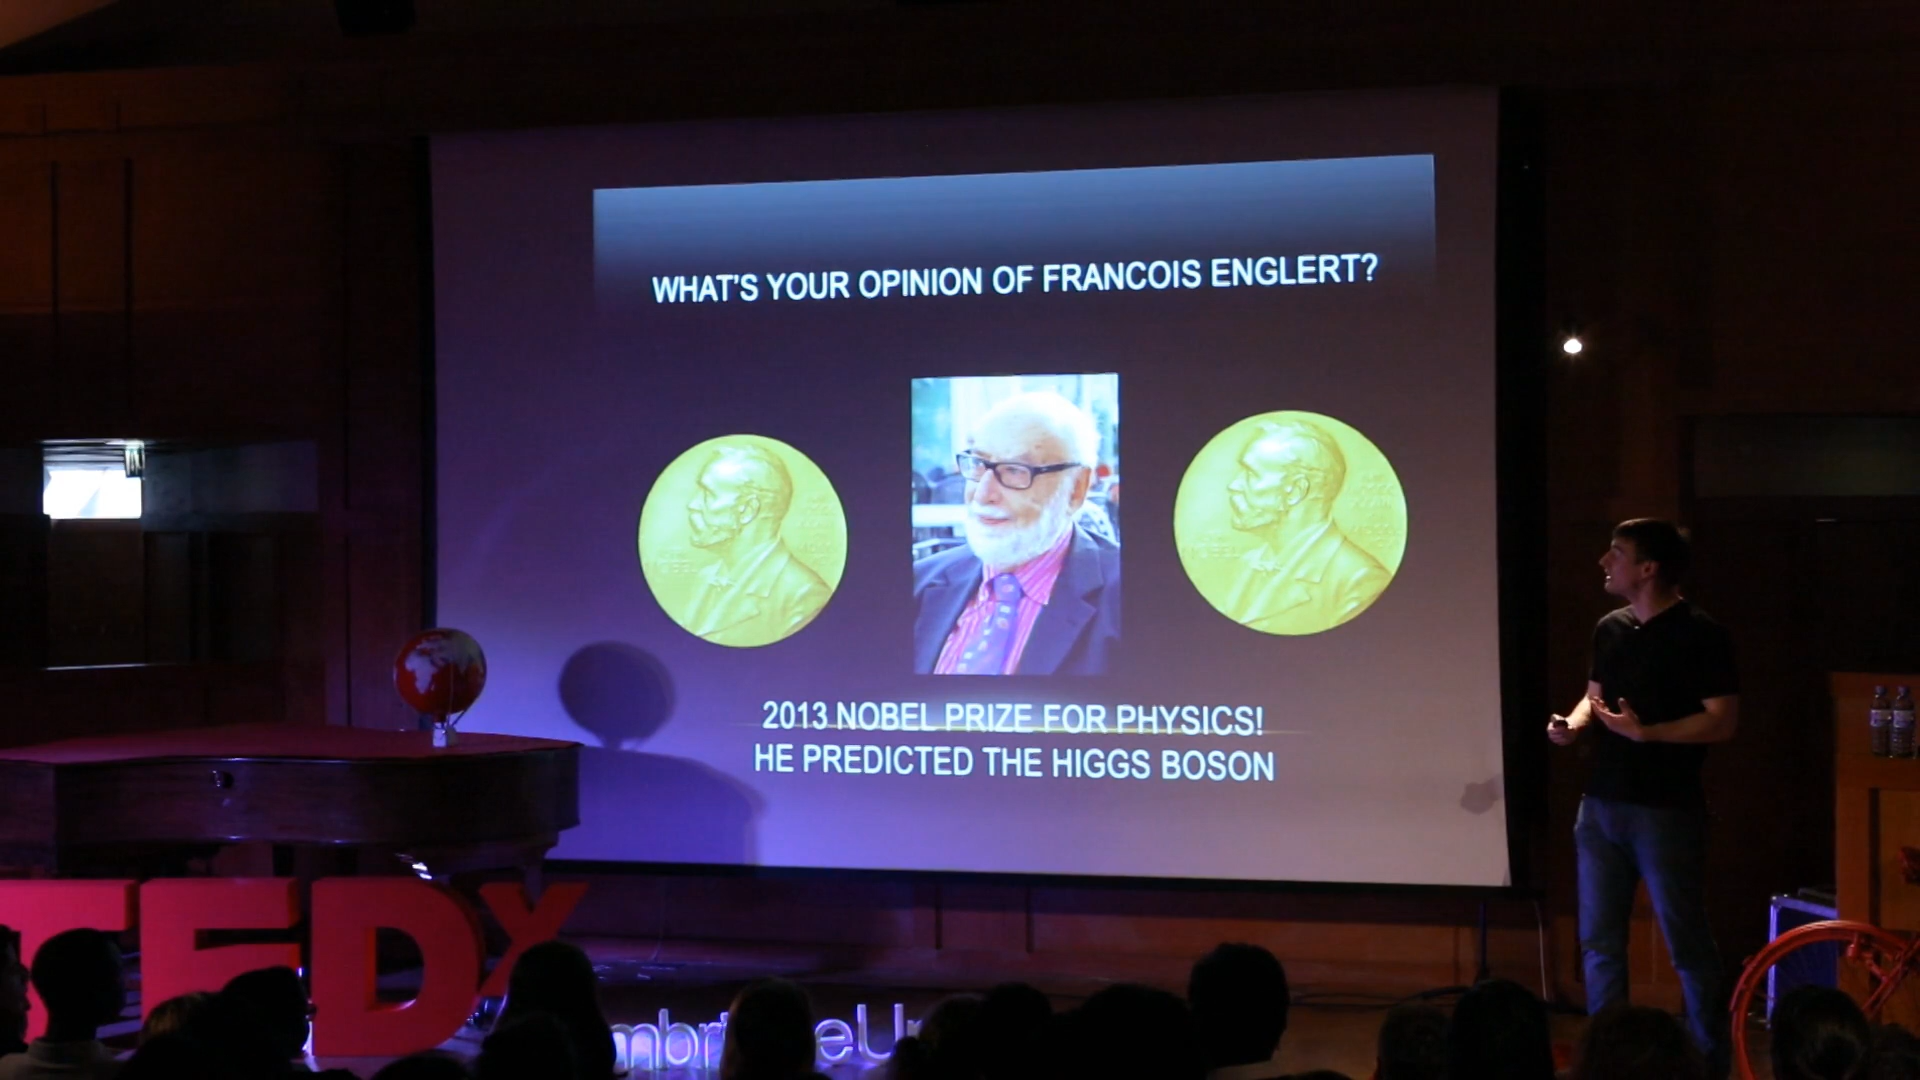 WHAT'S YOUR OPINION OF FRANCOIS ENGLERT?
2013 NOBEL PRIZE FOR PHYSICS!
HE PREDICTED THE HIGGS BOSON
TEDx